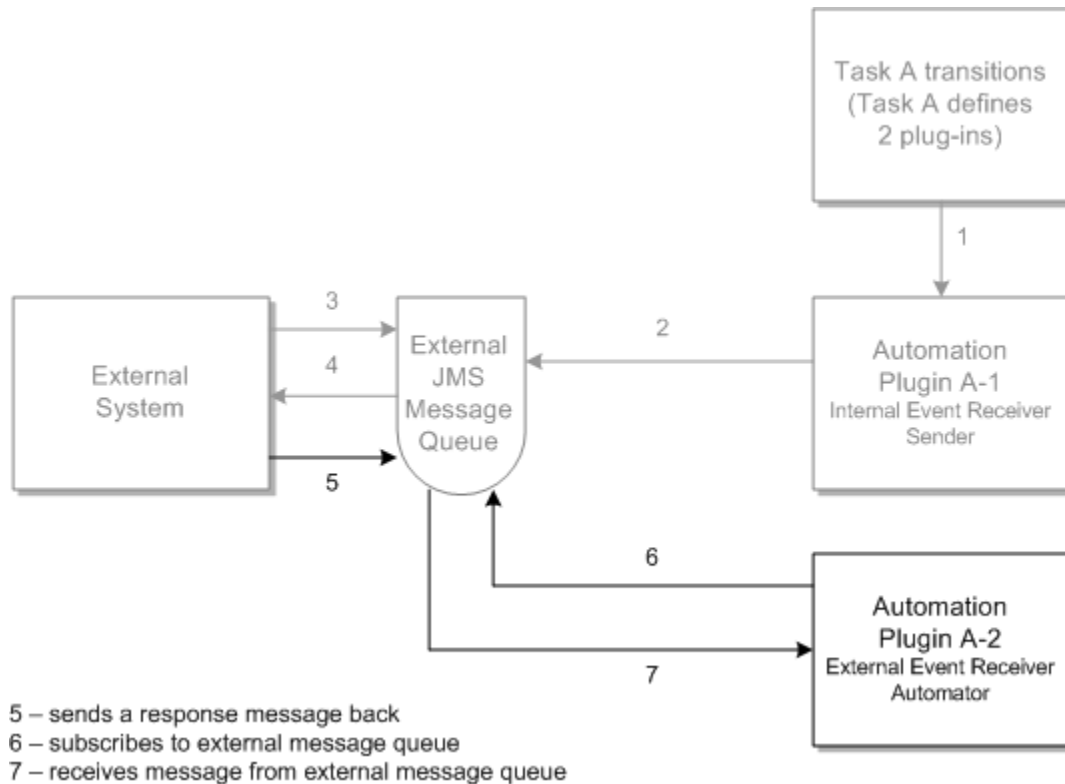 Task A transitions
(Task A defines
2 plug-ins)
1
3
2
External
JMS
Message
Queue
4
External
System
Automation
Plugin A-1
Internal Event Receiver
Sender
5
6
Automation
Plugin A-2
External Event Receiver
Automator
7
5 – sends a response message back
6 – subscribes to external message queue
7 – receives message from external message queue